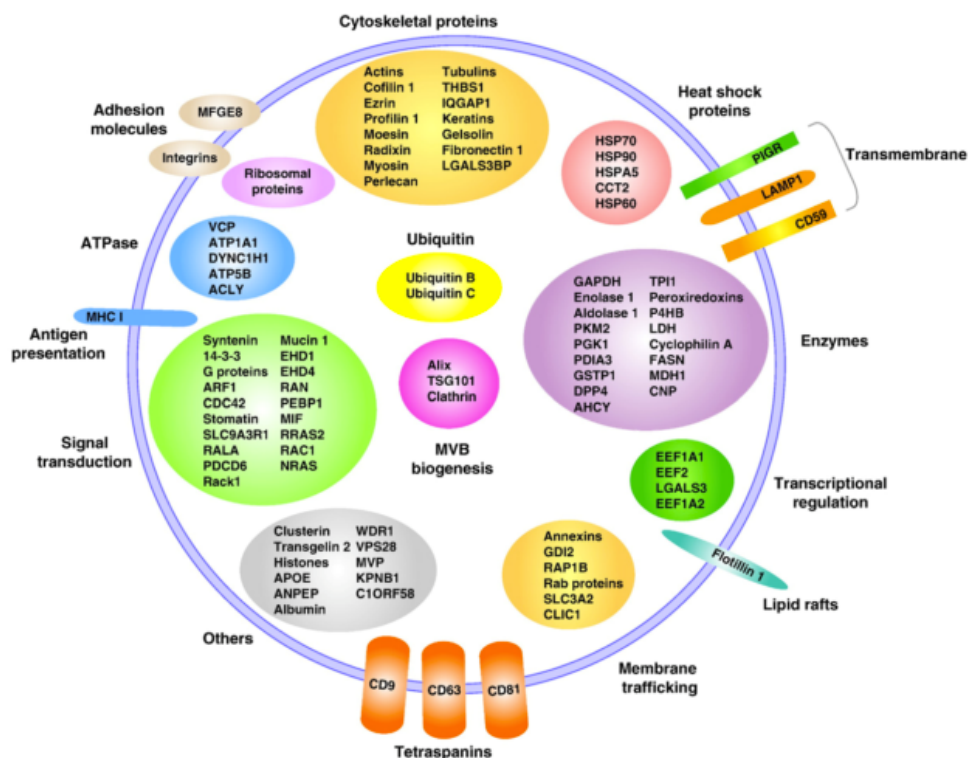 Cytoskeletal proteins
Actins Tubulins
Cofilin 1 THBS1
Ezrin IQGAP1
Profilin 1 Keratins
Moesin Gelsolin
Radixin Fibronectin 1
Myosin LGALS3BP
Perlecan
Adhesion
molecules
MFGE8
Integrins
Ribosomal
proteins
Heat shock
proteins
HSP70
HSP90
HSPA5
CCT2
HSP60
PIGR
LAMP1
CD59
Transmembrane
ATPase
VCP
ATP1A1
DYNC1H1
ATP5B
ACLY
Ubiquitin
Ubiquitin B
Ubiquitin C
MHC I
Antigen
presentation
GAPDH TPI1
Enolase 1 Peroxiredoxins
Aldolase 1 P4HB
PKM2 LDH
PGK1 Cyclophilin A
PDIA3 FASN
GSTP1 MDH1
DPP4 CNP
AHCY
Enzymes
Syntenin Mucin 1
14-3-3 EHD1
G proteins EHD4
ARF1 RAN
CDC42 PEBP1
Stomatin MIF
SLC9A3R1 RRAS2
RALA RAC1
PDCD6 NRAS
Rack1
Signal
transduction
Alix
TSG101
Clathrin
MVB
biogenesis
EEF1A1
EEF2
LGALS3
EEF1A2
Transcriptional
regulation
Flotillin 1
Lipid rafts
Clusterin WDR1
Transgelin 2 VPS28
Histones MVP
APOE KPNB1
ANPEP C1ORF58
Albumin
Others
Annexins
GDI2
RAP1B
Rab proteins
SLC3A2
CLIC1
Membrane
trafficking
CD9
CD63
CD81
Tetraspanins